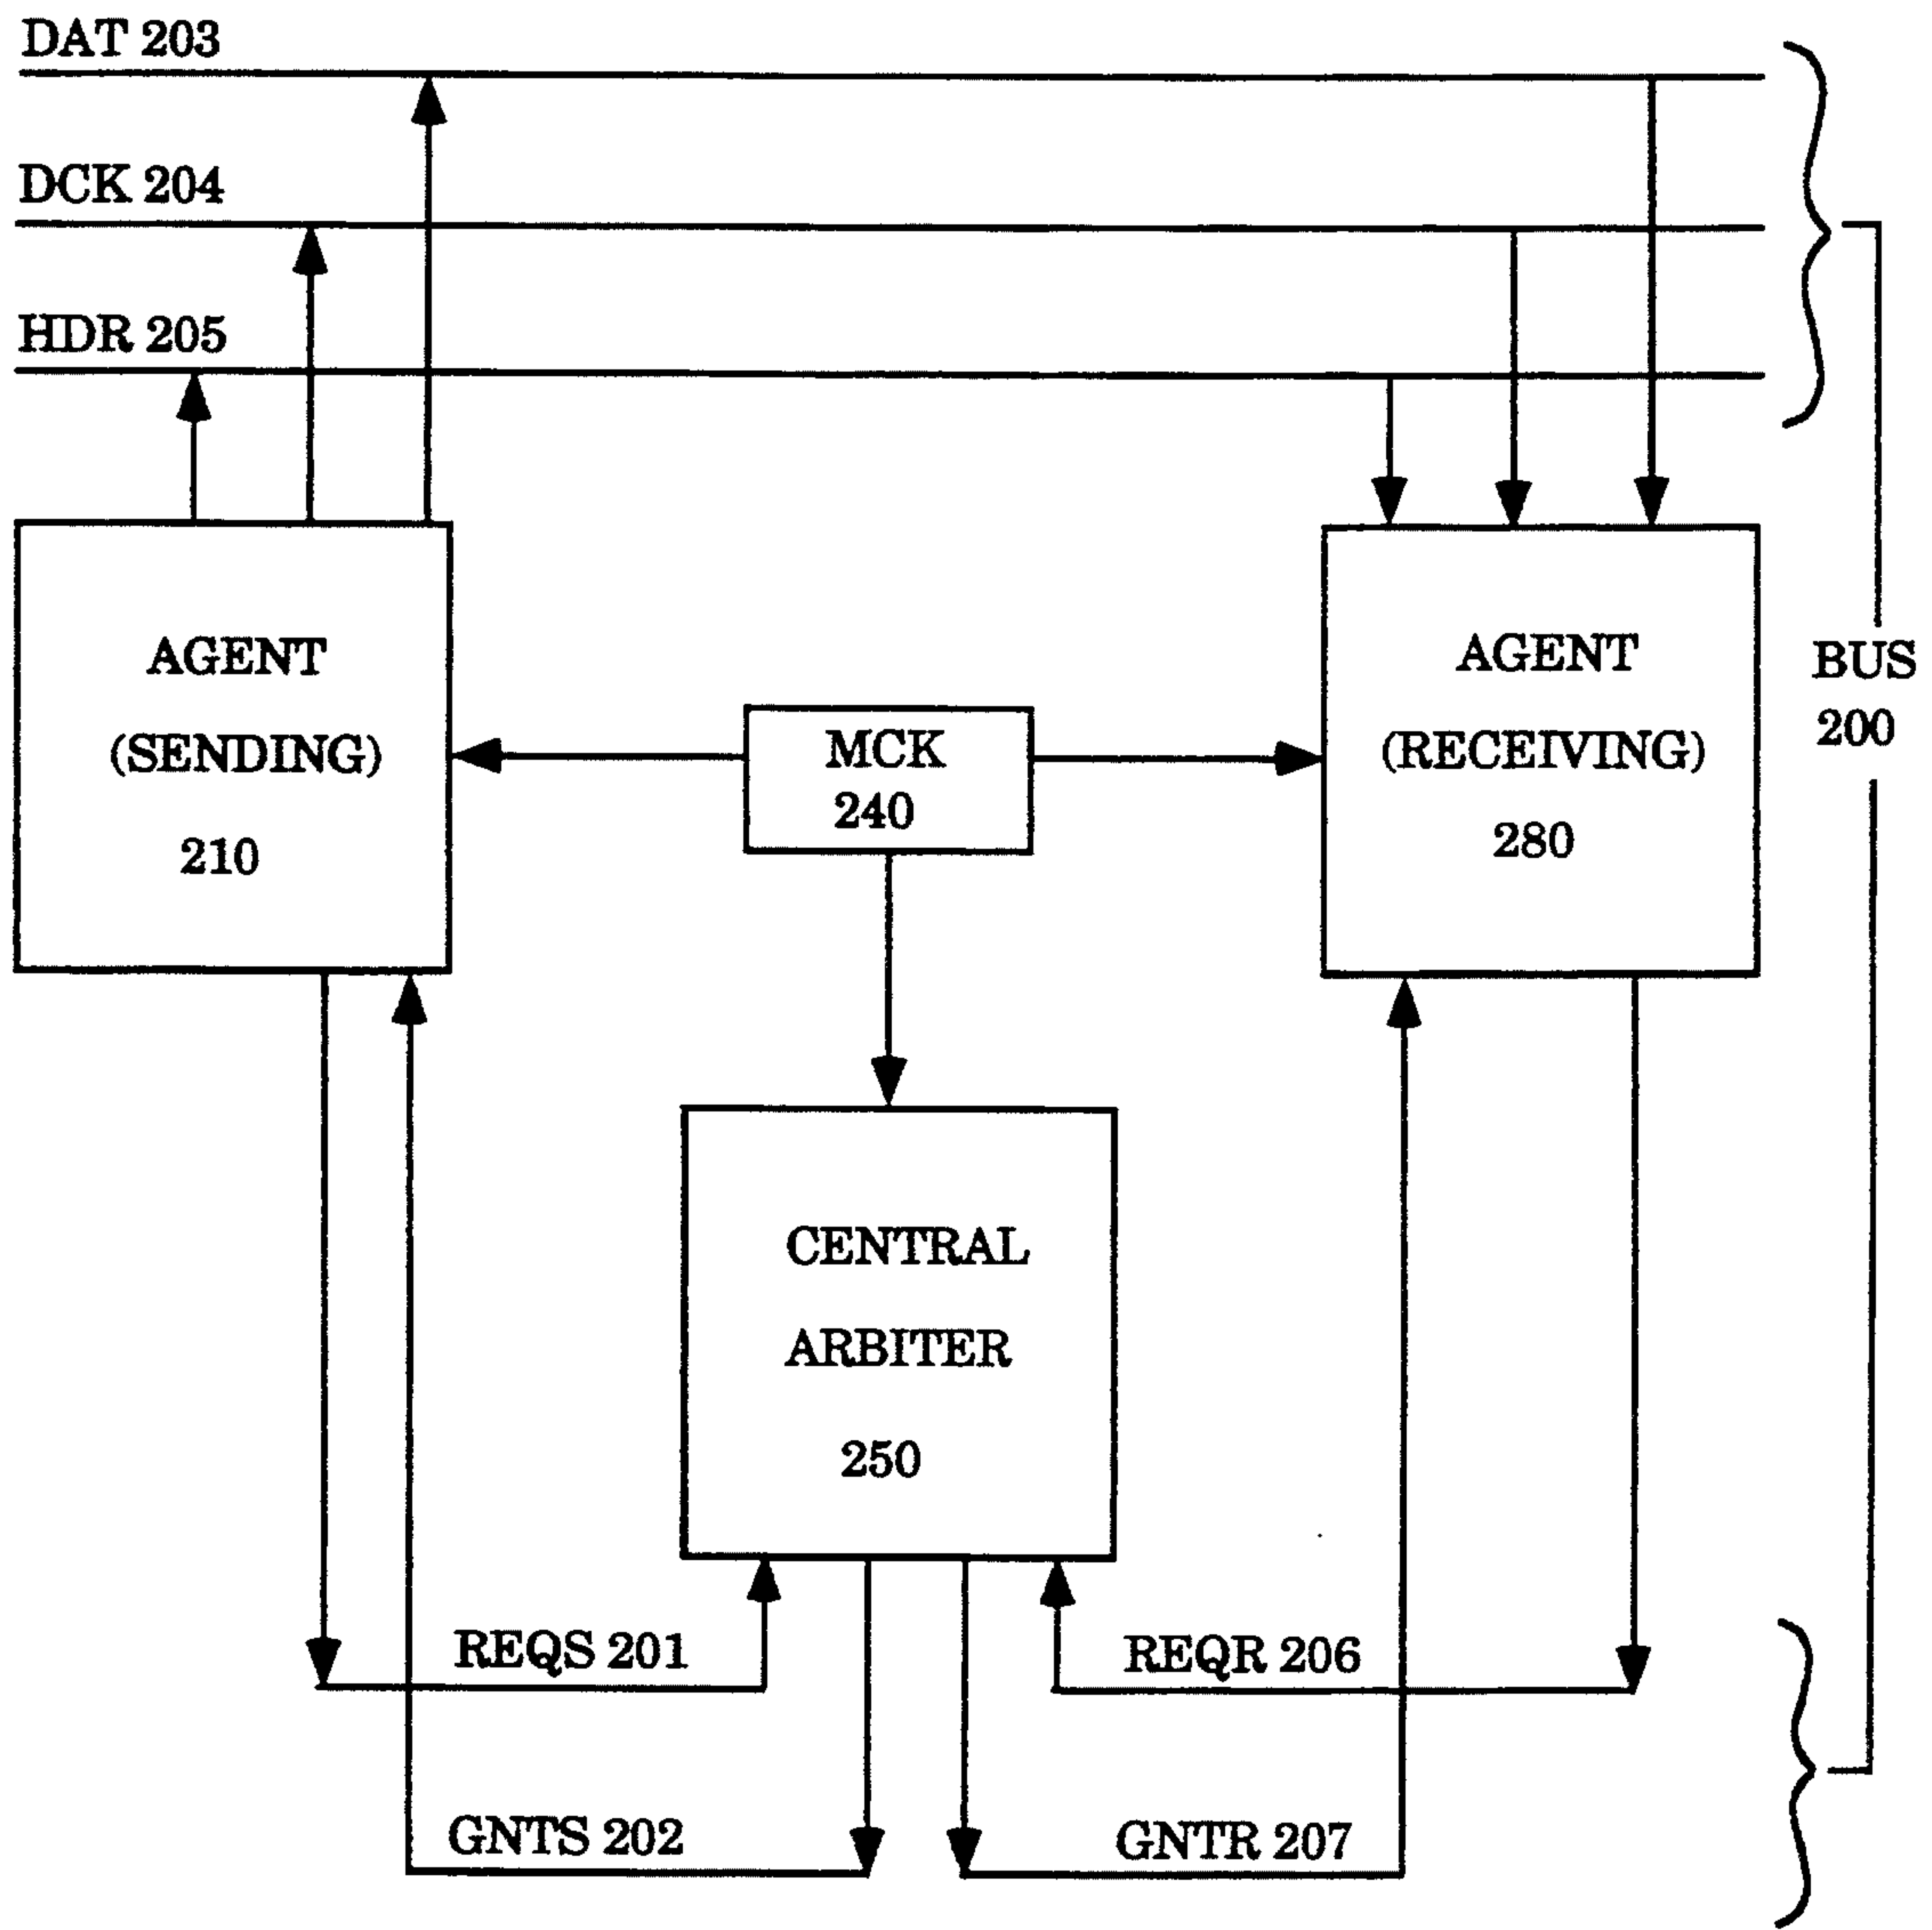 DAT 203
DCK 204
HDR 205
AGENT
(SENDING)
210
MCK
240
AGENT
(RECEIVING)
280
BUS
200
CENTRAL
ARBITER
250
REQS 201
REQR 206
GNTS 202
GNTR 207